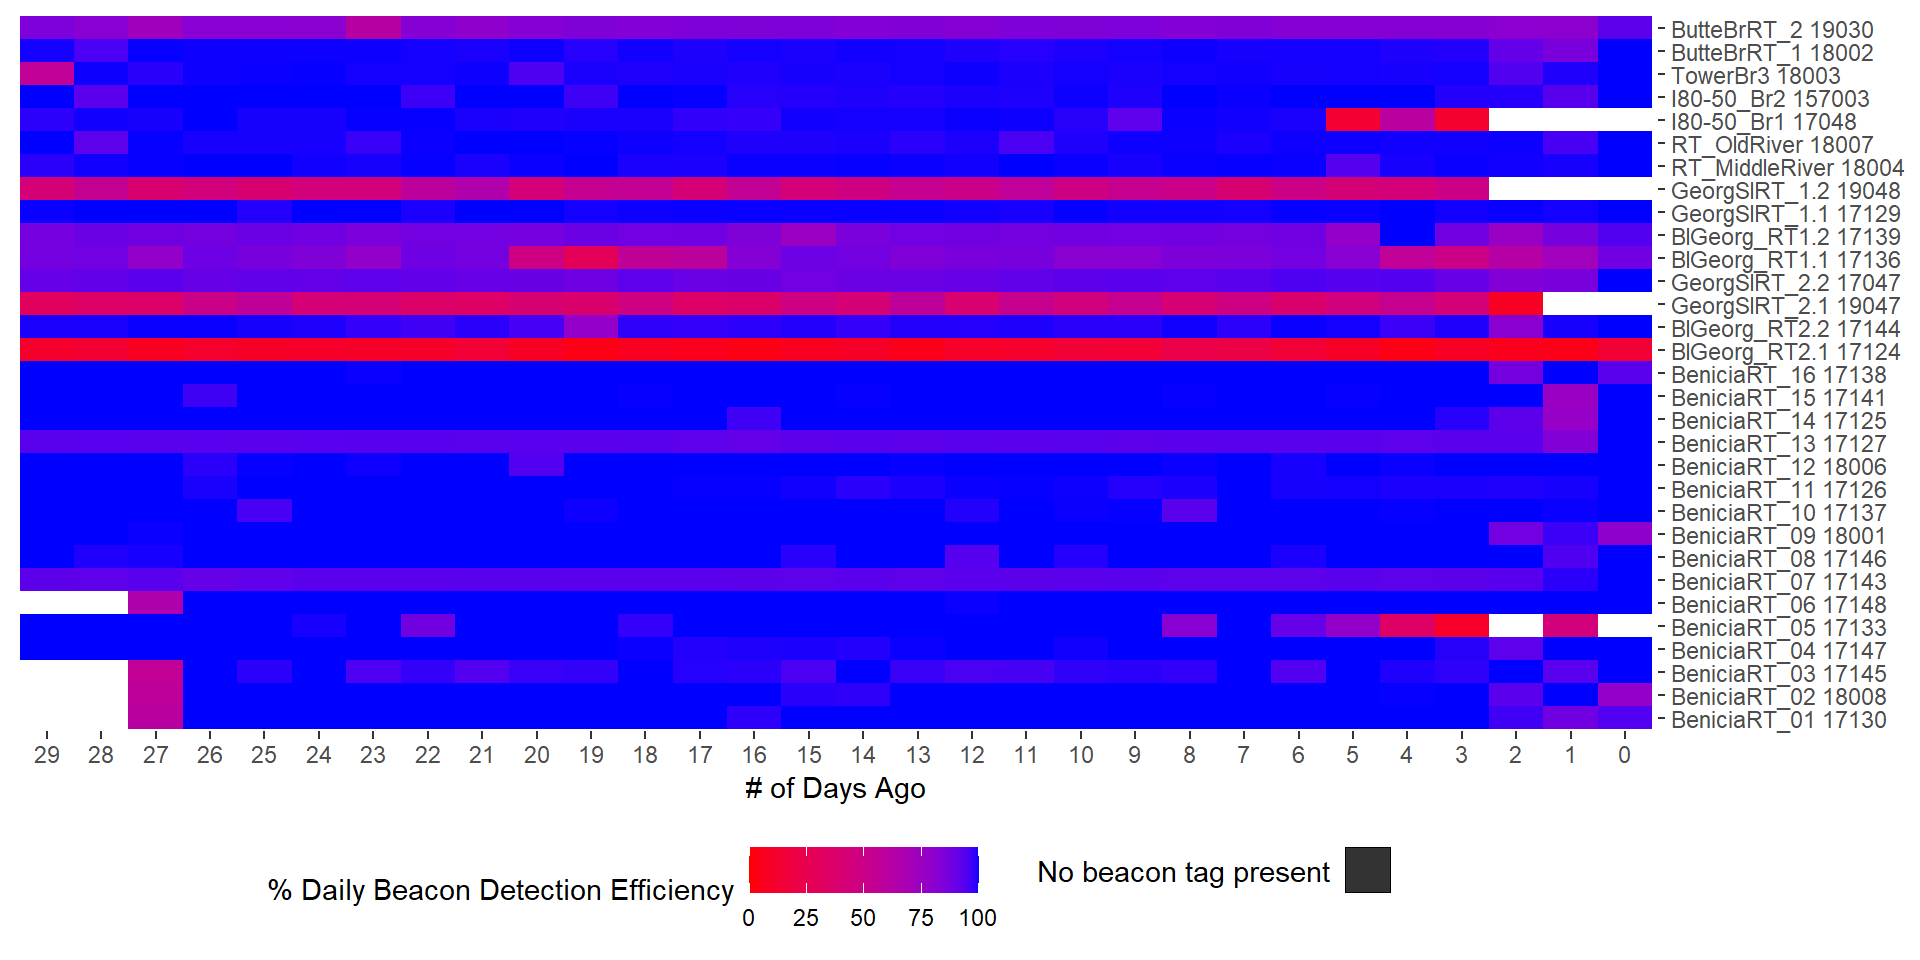 ButteBrRT_2 19030
ButteBrRT_1 18002
TowerBr3 18003
I80-50_Br2 157003
I80-50_Br1 17048
RT_OldRiver 18007
RT_MiddleRiver 18004
GeorgSlRT_1.2 19048
GeorgSlRT_1.1 17129
BlGeorg_RT1.2 17139
BlGeorg_RT1.1 17136
GeorgSlRT_2.2 17047
GeorgSlRT_2.1 19047
BlGeorg_RT2.2 17144
BlGeorg_RT2.1 17124
BeniciaRT_16 17138
BeniciaRT_15 17141
BeniciaRT_14 17125
BeniciaRT_13 17127
BeniciaRT_12 18006
BeniciaRT_11 17126
BeniciaRT_10 17137
BeniciaRT_09 18001
BeniciaRT_08 17146
BeniciaRT_07 17143
BeniciaRT_06 17148
BeniciaRT_05 17133
BeniciaRT_04 17147
BeniciaRT_03 17145
BeniciaRT_02 18008
BeniciaRT_01 17130
29 28 27 26 25 24 23 22 21 20 19 18 17 16 15 14 13 12 11 10 9 8 7 6 5 4 3 2 1 0
# of Days Ago
% Daily Beacon Detection Efficiency
0 25 50 75 100
No beacon tag present